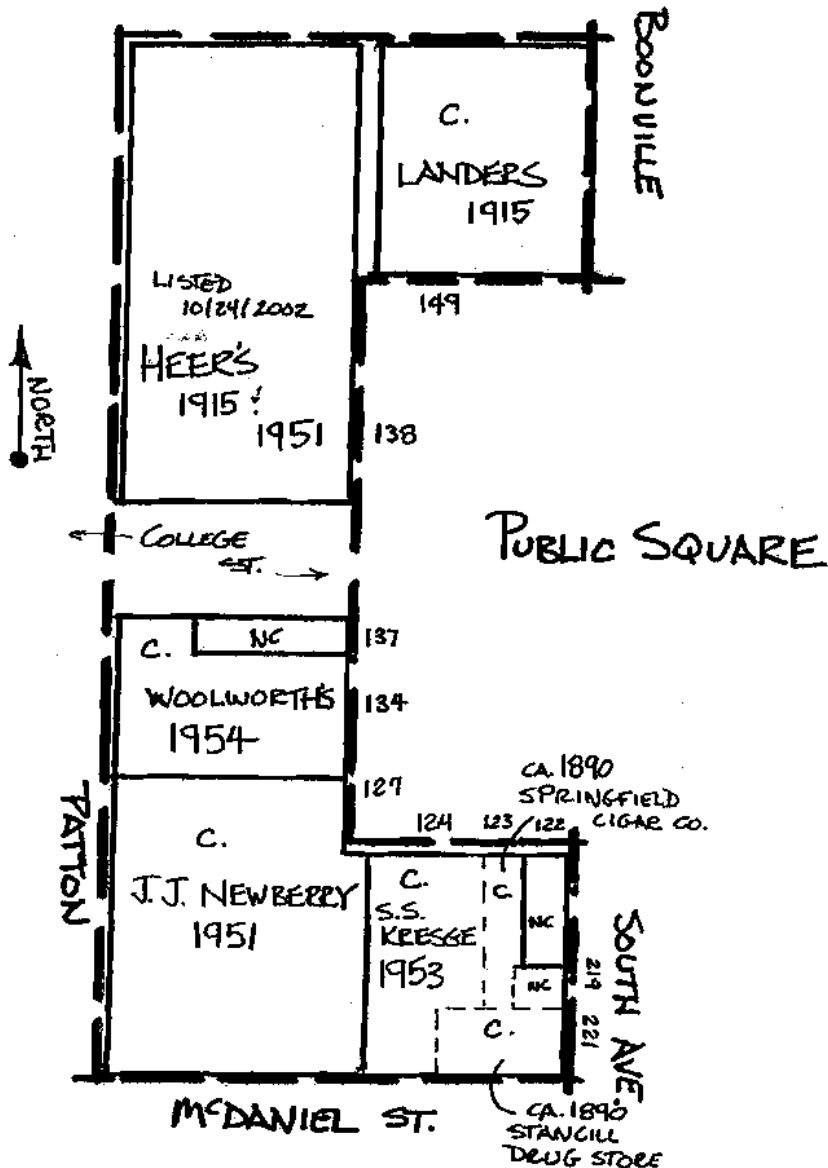 BOONVILLE
C.
LANDERS
1915
149
LISTED
10/24/2002
HEER'S
1915 &
1951
138
NORTH
COLLEGE
ST.
PUBLIC SQUARE
C.
NC
137
WOOLWORTH'S
1954
134
127
PATTON
CA. 1890
SPRINGFIELD
CIGAR CO.
124
123
122
C.
J.J. NEWBERRY
1951
C.
S.S.
KRESGE
1953
C.
NC
NC
C.
219
221
SOUTH AVE.
McDANIEL ST.
CA. 1890
STANCILL
DRUG STORE